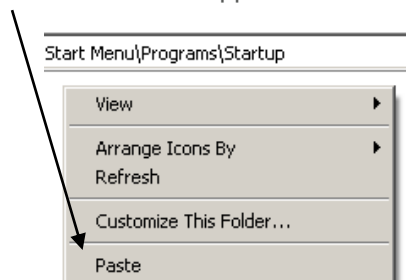 Start Menu\Programs\Startup
View
Arrange Icons By
Refresh
Customize This Folder...
Paste